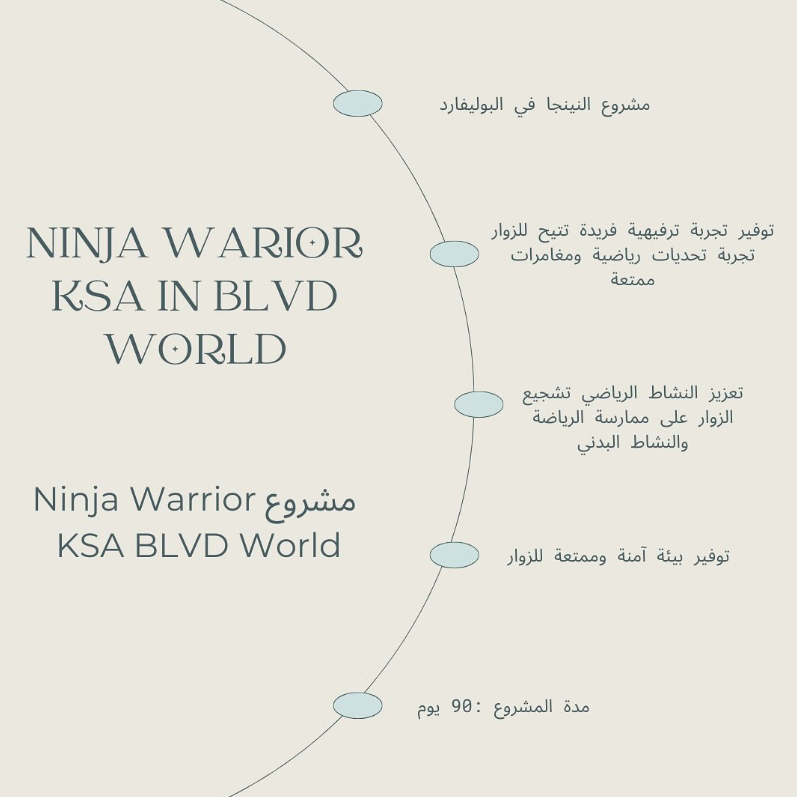 NINJA WARIOR
KSA IN BLVD
WORLD
مشروع Ninja Warrior
KSA BLVD World
مشروع النينجا في البوليفارد
توفير تجربة ترفيهية فريدة تتيح للزوار
تجربة تحديات رياضية ومغامرات
ممتعة
تعزيز النشاط الرياضي تشجيع
الزوار على ممارسة الرياضة
والنشاط البدني
توفير بيئة آمنة وممتعة للزوار
مدة المشروع :90 يوم